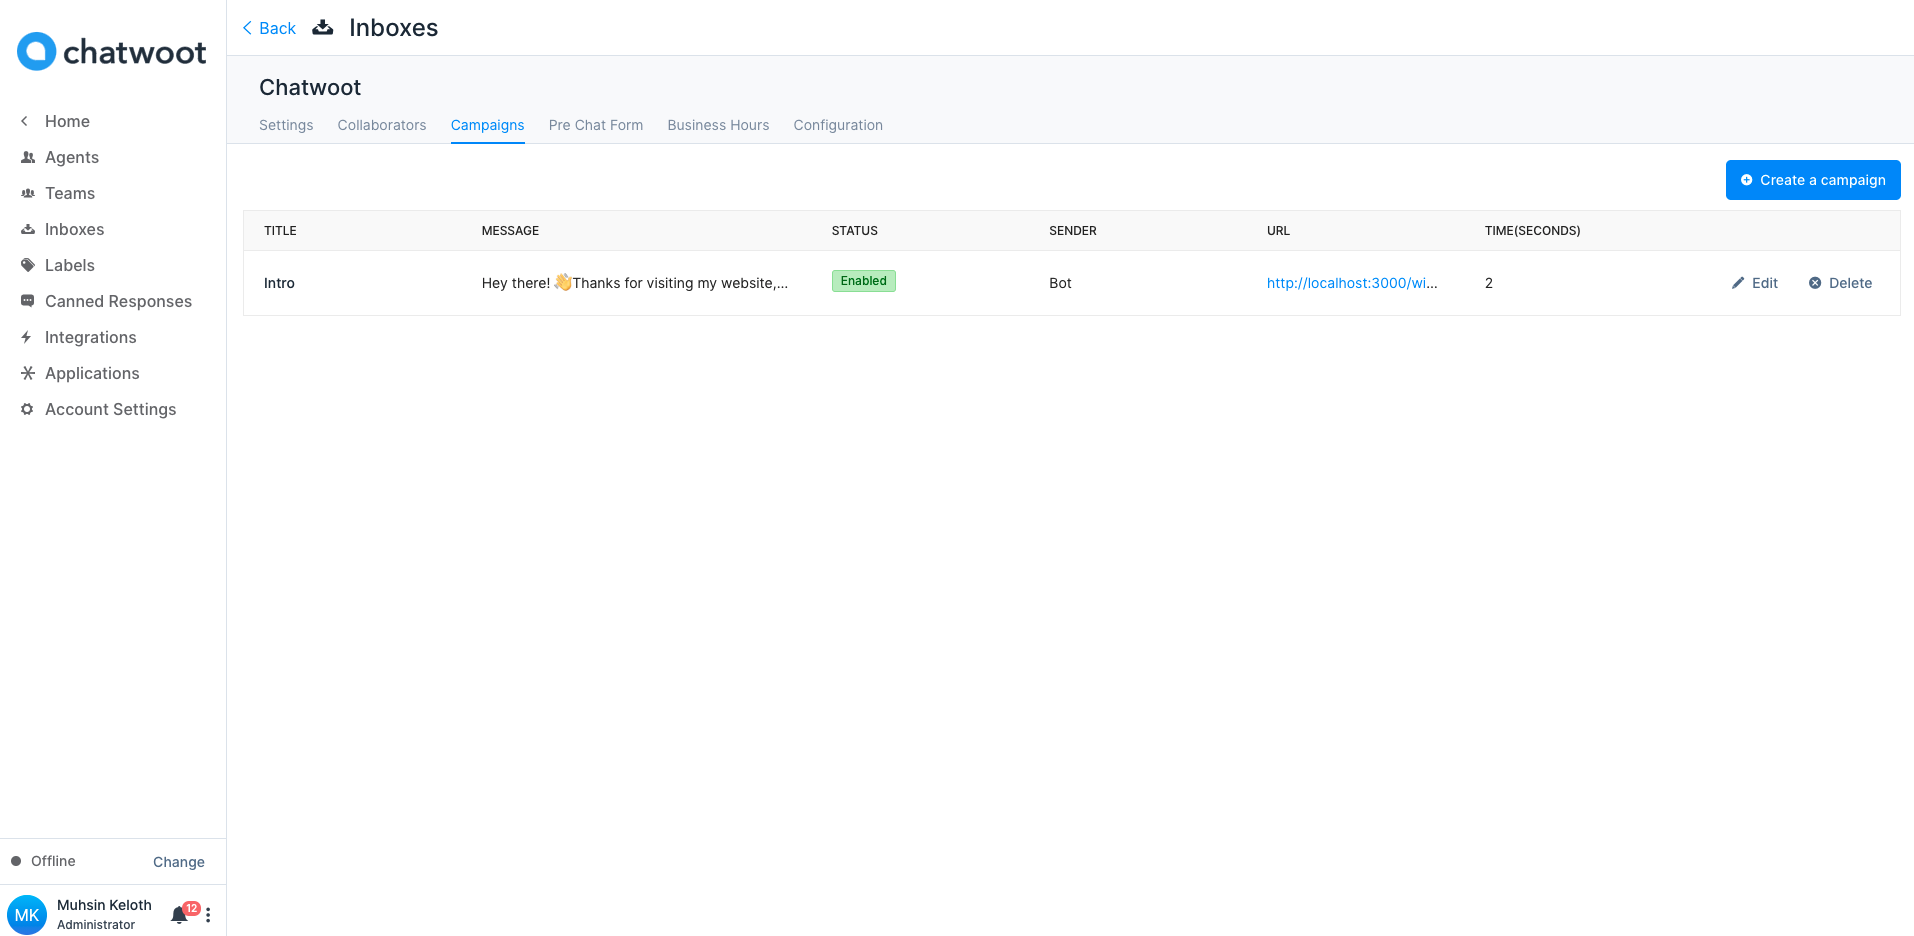 chatwoot
Home
Agents
Teams
Inboxes
Labels
Canned Responses
Integrations
Applications
Account Settings
Offline Change
MK Muhsin Keloth 12
Administrator
Back Inboxes
Chatwoot
Settings Collaborators Campaigns Pre Chat Form Business Hours Configuration
Create a campaign
TITLE MESSAGE STATUS SENDER URL TIME(SECONDS)
Intro Hey there! 👋Thanks for visiting my website,... Enabled Bot http://localhost:3000/wi... 2 Edit Delete